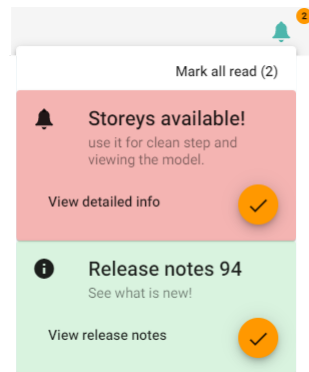 2
Mark all read (2)
Storeys available!
use it for clean step and
viewing the model.
View detailed info
Release notes 94
See what is new!
View release notes